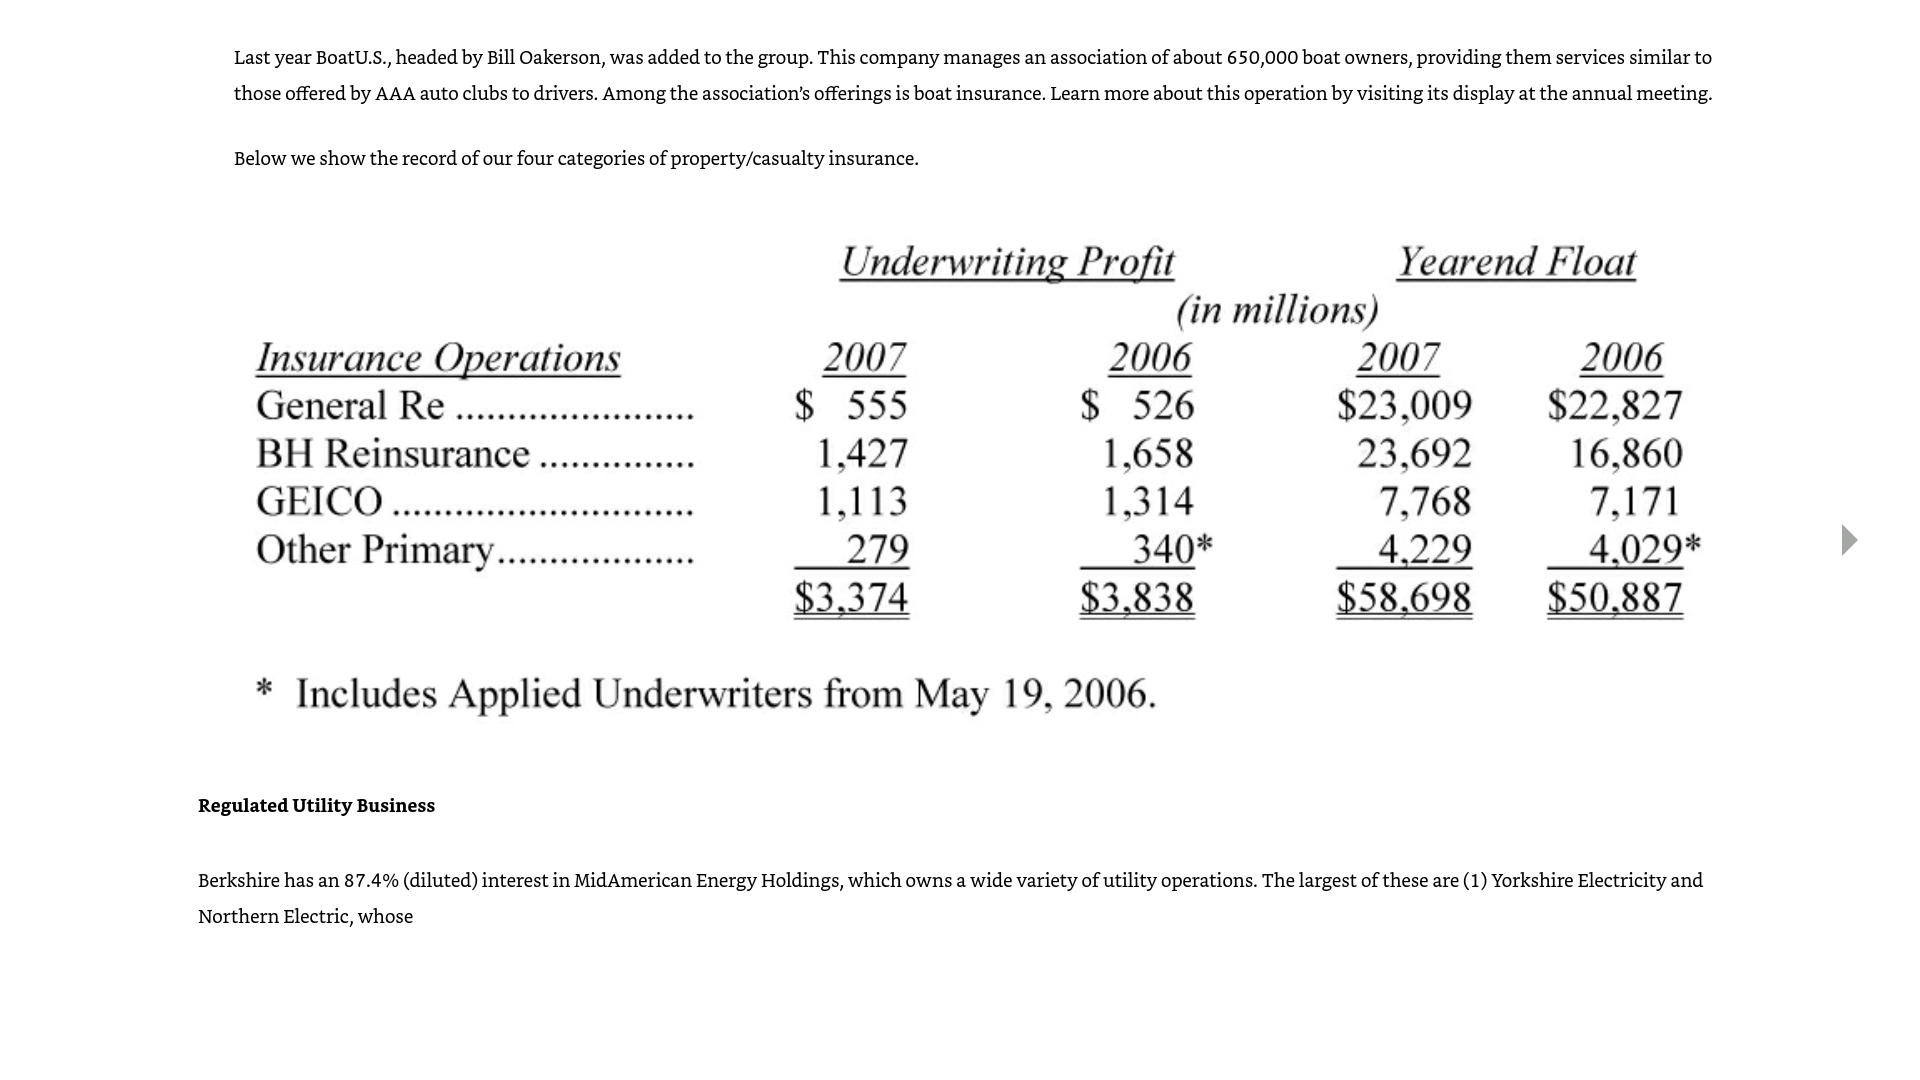 Last year BoatU.S., headed by Bill Oakerson, was added to the group. This company manages an association of about 650,000 boat owners, providing them services similar to
those offered by AAA auto clubs to drivers. Among the association’s offerings is boat insurance. Learn more about this operation by visiting its display at the annual meeting.
Below we show the record of our four categories of property/casualty insurance.
Underwriting Profit Yearend Float
(in millions)
Insurance Operations 2007 2006 2007 2006
General Re ....................... $ 555 $ 526 $23,009 $22,827
BH Reinsurance ............... 1,427 1,658 23,692 16,860
GEICO ............................. 1,113 1,314 7,768 7,171
Other Primary................... 279 340* 4,229 4,029*
$3,374 $3,838 $58,698 $50,887
* Includes Applied Underwriters from May 19, 2006.
Regulated Utility Business
Berkshire has an 87.4% (diluted) interest in MidAmerican Energy Holdings, which owns a wide variety of utility operations. The largest of these are (1) Yorkshire Electricity and
Northern Electric, whose